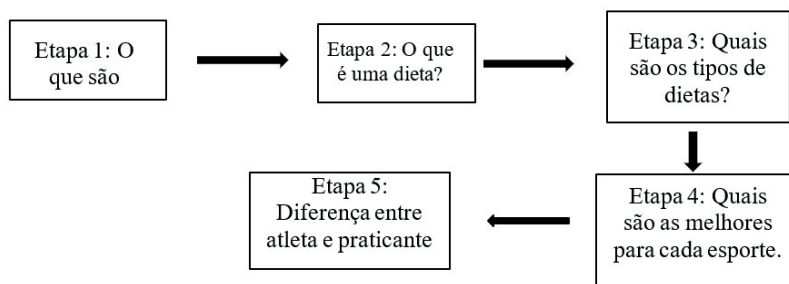 Etapa 1: O
que são
Etapa 2: O que
é uma dieta?
Etapa 3: Quais
são os tipos de
dietas?
Etapa 4: Quais
são as melhores
para cada esporte.
Etapa 5:
Diferença entre
atleta e praticante